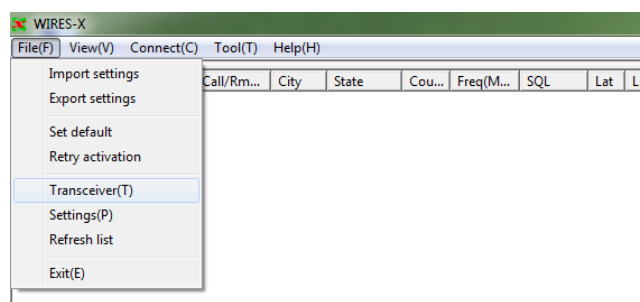 WIRES-X
File(F) View(V) Connect(C) Tool(T) Help(H)
Call/Rm... City State Cou... Freq(M... SQL Lat L
Import settings
Export settings
Set default
Retry activation
Transceiver(T)
Settings(P)
Refresh list
Exit(E)